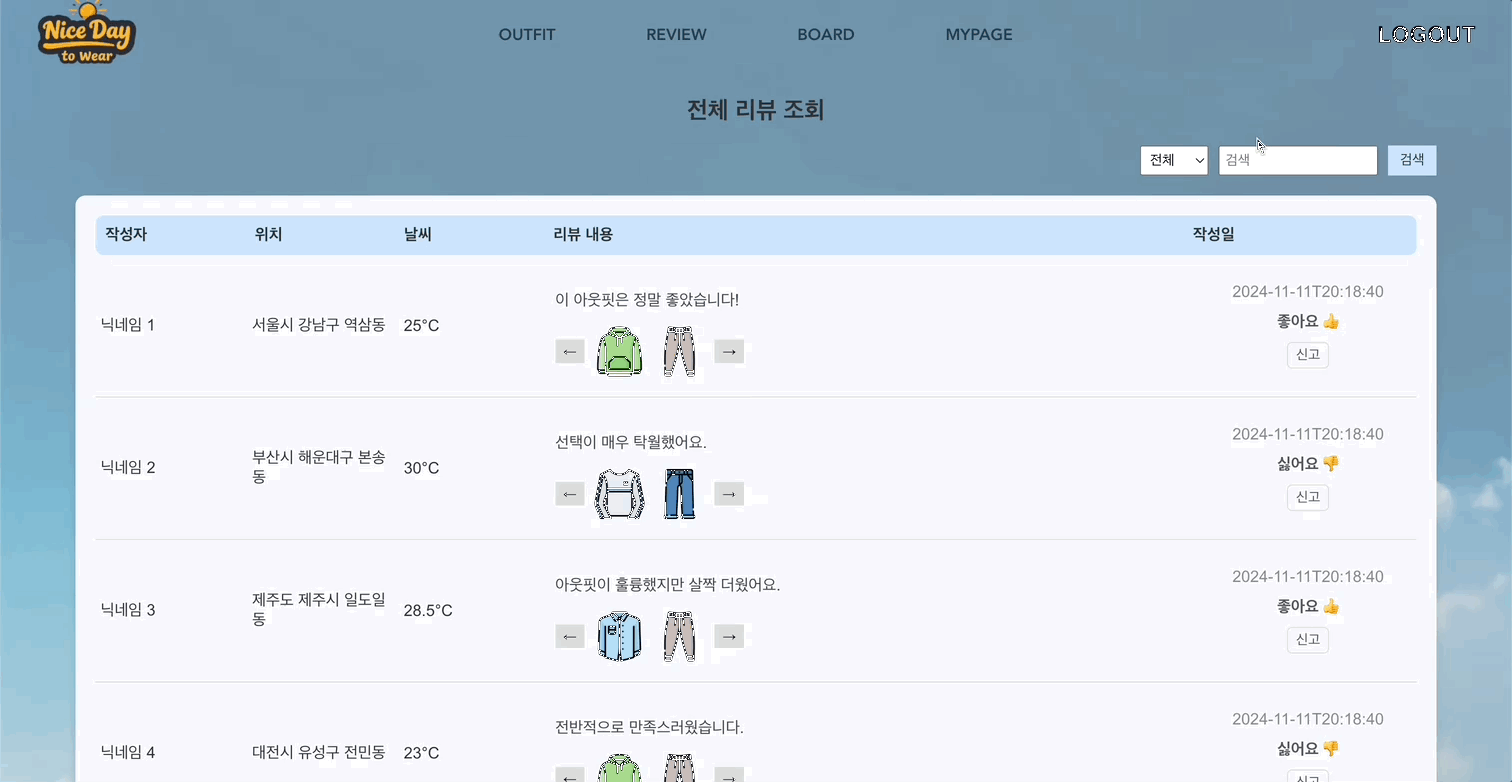 Nice Day
to Wear
OUTFIT REVIEW BOARD MYPAGE
LOGOUT
전체 리뷰 조회
전체 검색 검색
작성자 위치 날씨 리뷰 내용 작성일
닉네임 1 서울시 강남구 역삼동 25°C
이 아웃핏은 정말 좋았습니다!
← →
2024-11-11T20:18:40
좋아요 👍
신고
닉네임 2
부산시 해운대구 본송
동
30°C
선택이 매우 탁월했어요.
← →
2024-11-11T20:18:40
싫어요 👎
신고
닉네임 3
제주도 제주시 일도일
동
28.5°C
아웃핏이 훌륭했지만 살짝 더웠어요.
← →
2024-11-11T20:18:40
좋아요 👍
신고
닉네임 4 대전시 유성구 전민동 23°C
전반적으로 만족스러웠습니다.
← →
2024-11-11T20:18:40
싫어요 👎
신고